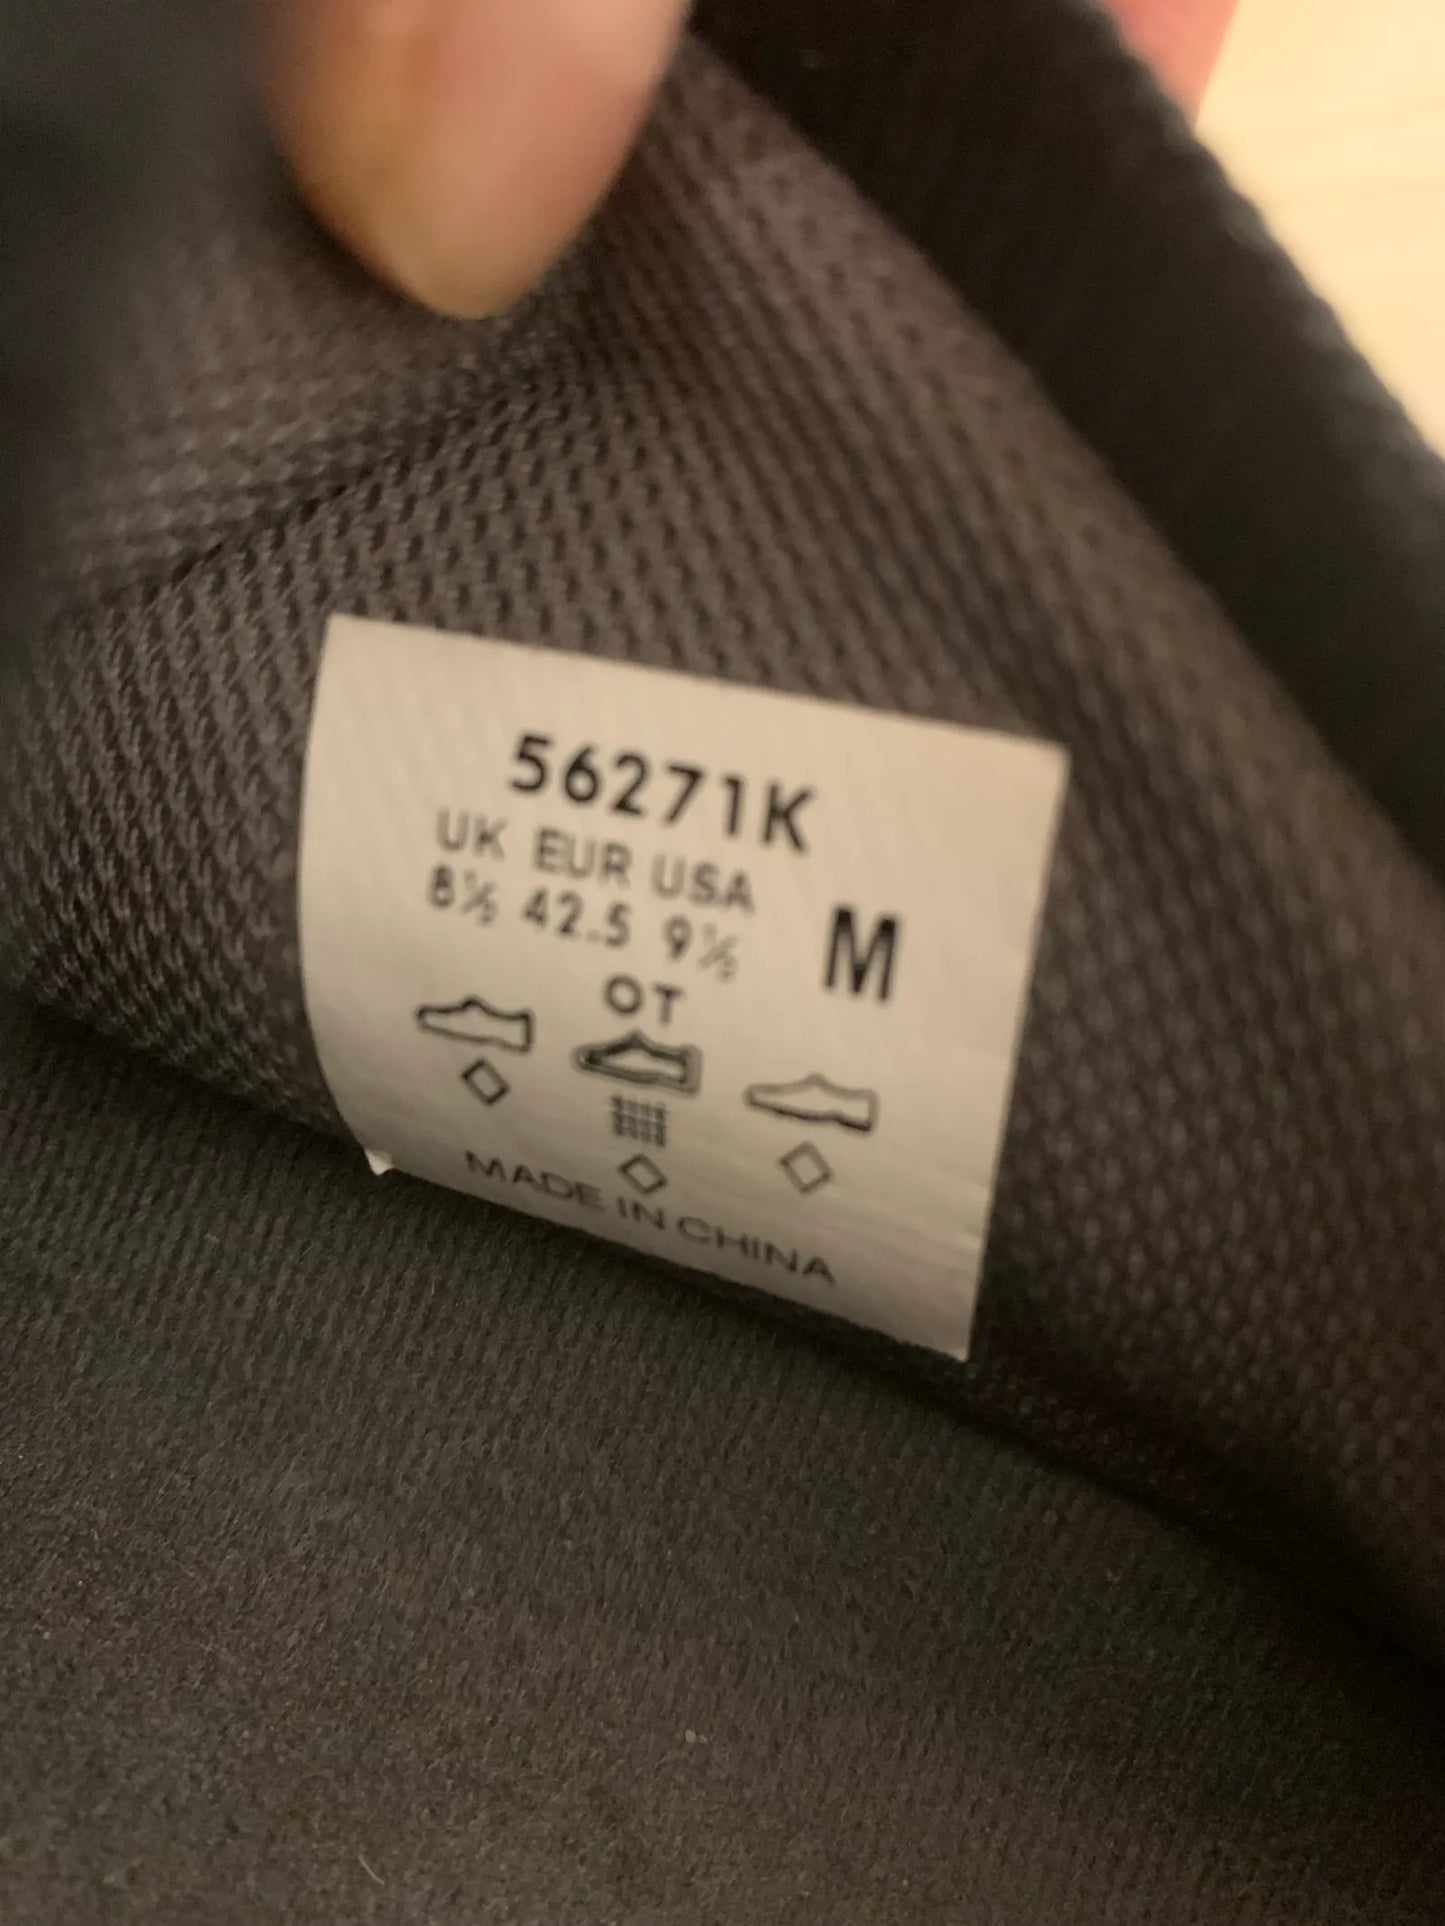 56271K
UK EUR USA
8½ 42.5 9½ M
OT
MADE IN CHINA